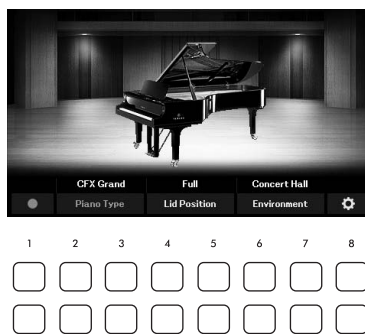 CFX Grand Full Concert Hall
Piano Type Lid Position Environment
1 2 3 4 5 6 7 8